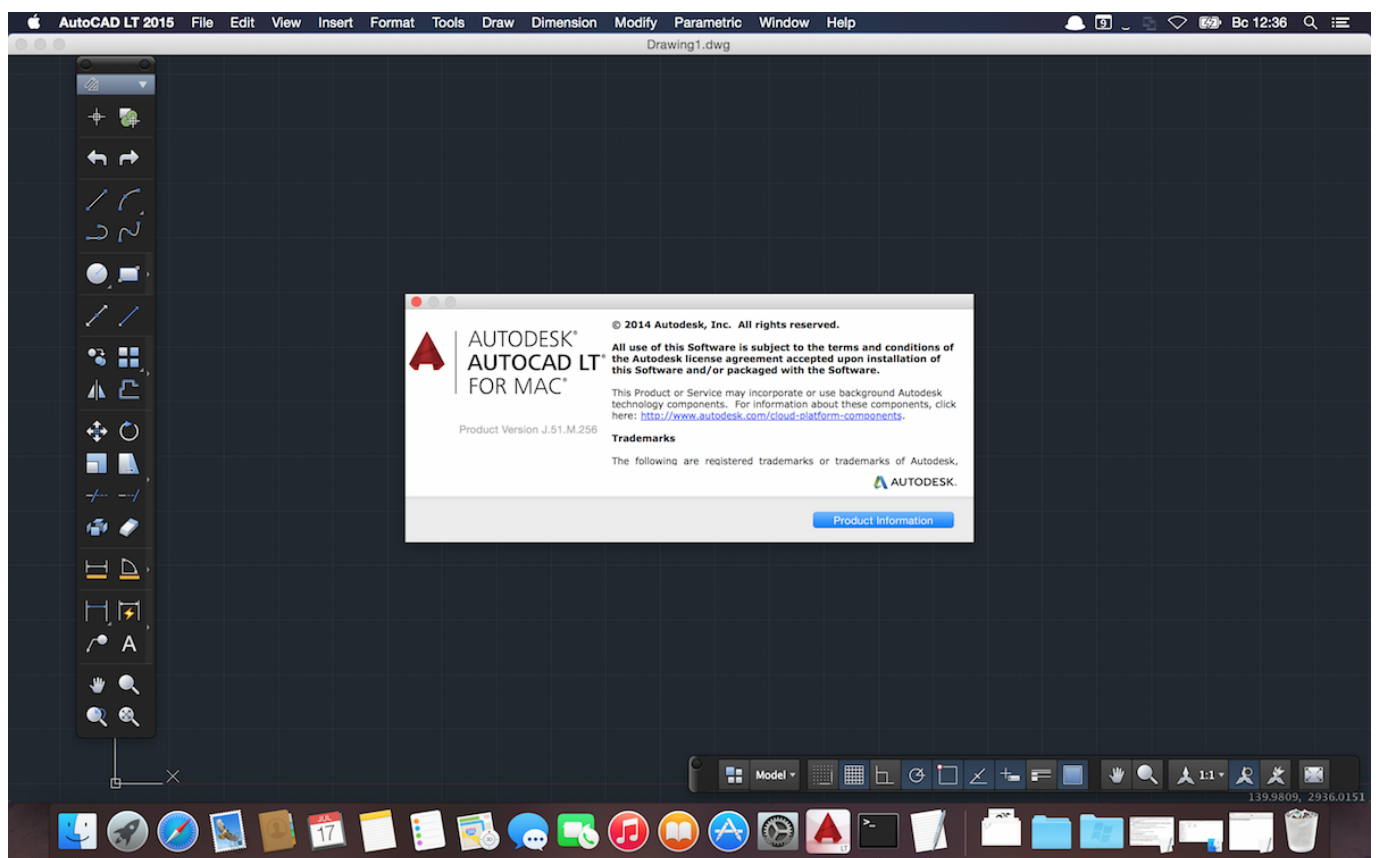 AutoCAD LT 2015 File Edit View Insert Format Tools Draw Dimension Modify Parametric Window Help 9 Вс 12:36
Drawing1.dwg
A
AUTODESK®
AUTOCAD LT®
FOR MAC®
Product Version J.51.M.256
© 2014 Autodesk, Inc. All rights reserved.
All use of this Software is subject to the terms and conditions of
the Autodesk license agreement accepted upon installation of
this Software and/or packaged with the Software.
This Product or Service may incorporate or use background Autodesk
technology components. For information about these components, click
here: http://www.autodesk.com/cloud-platform-components.
Trademarks
The following are registered trademarks or trademarks of Autodesk,
AUTODESK.
Product Information
Model 1:1
139.9809, 2936.0151
JUL
17
LT
>_